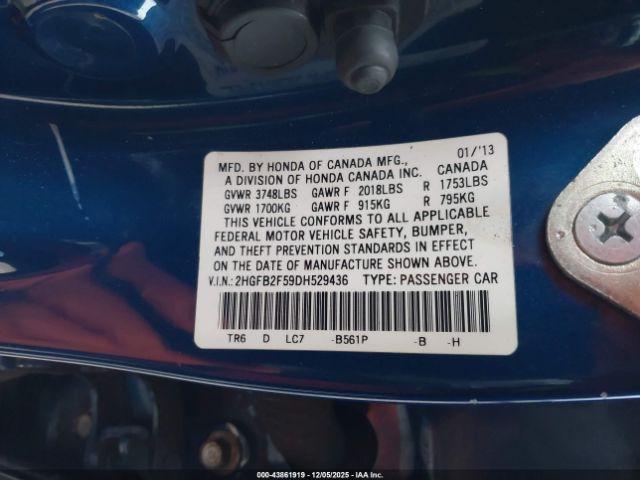 MFD. BY HONDA OF CANADA MFG., 01/'13
A DIVISION OF HONDA CANADA INC. CANADA
GVWR 3748LBS GAWR F 2018LBS R 1753LBS
GVWR 1700KG GAWR F 915KG R 795KG
THIS VEHICLE CONFORMS TO ALL APPLICABLE
FEDERAL MOTOR VEHICLE SAFETY, BUMPER,
AND THEFT PREVENTION STANDARDS IN EFFECT
ON THE DATE OF MANUFACTURE SHOWN ABOVE.
V.I.N.: 2HGFB2F59DH529436 TYPE: PASSENGER CAR
TR6 D LC7 -B561P -B -H
000-43861919 - 12/05/2025 - IAA, Inc.